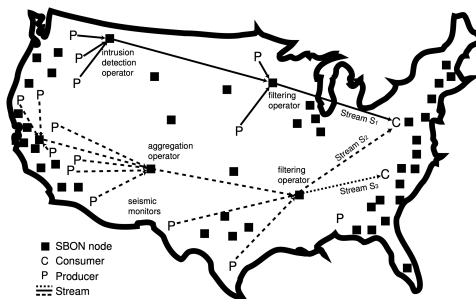 P
P
P
P
intrusion
detection
operator
filtering
operator
P
Stream S1
C
P
P
P
P
P
P
P
aggregation
operator
Stream S2
filtering
operator
C
Stream S3
seismic
monitors
P
P
P
P
SBON node
C Consumer
P Producer
Stream